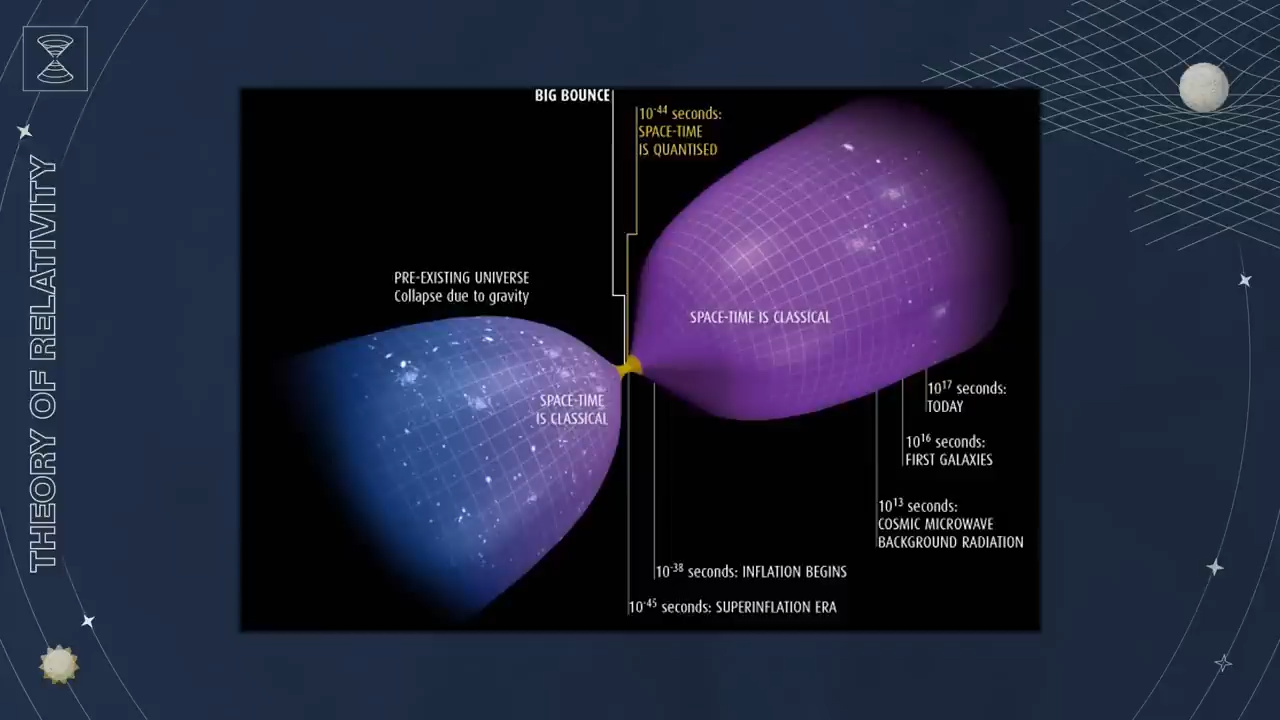 THEORY OF RELATIVITY
BIG BOUNCE
10⁻⁴⁴ seconds:
SPACE-TIME
IS QUANTISED
PRE-EXISTING UNIVERSE
Collapse due to gravity
SPACE-TIME IS CLASSICAL
SPACE-TIME
IS CLASSICAL
10¹⁷ seconds:
TODAY
10¹⁶ seconds:
FIRST GALAXIES
10¹³ seconds:
COSMIC MICROWAVE
BACKGROUND RADIATION
10⁻³⁸ seconds: INFLATION BEGINS
10⁻⁴⁵ seconds: SUPERINFLATION ERA